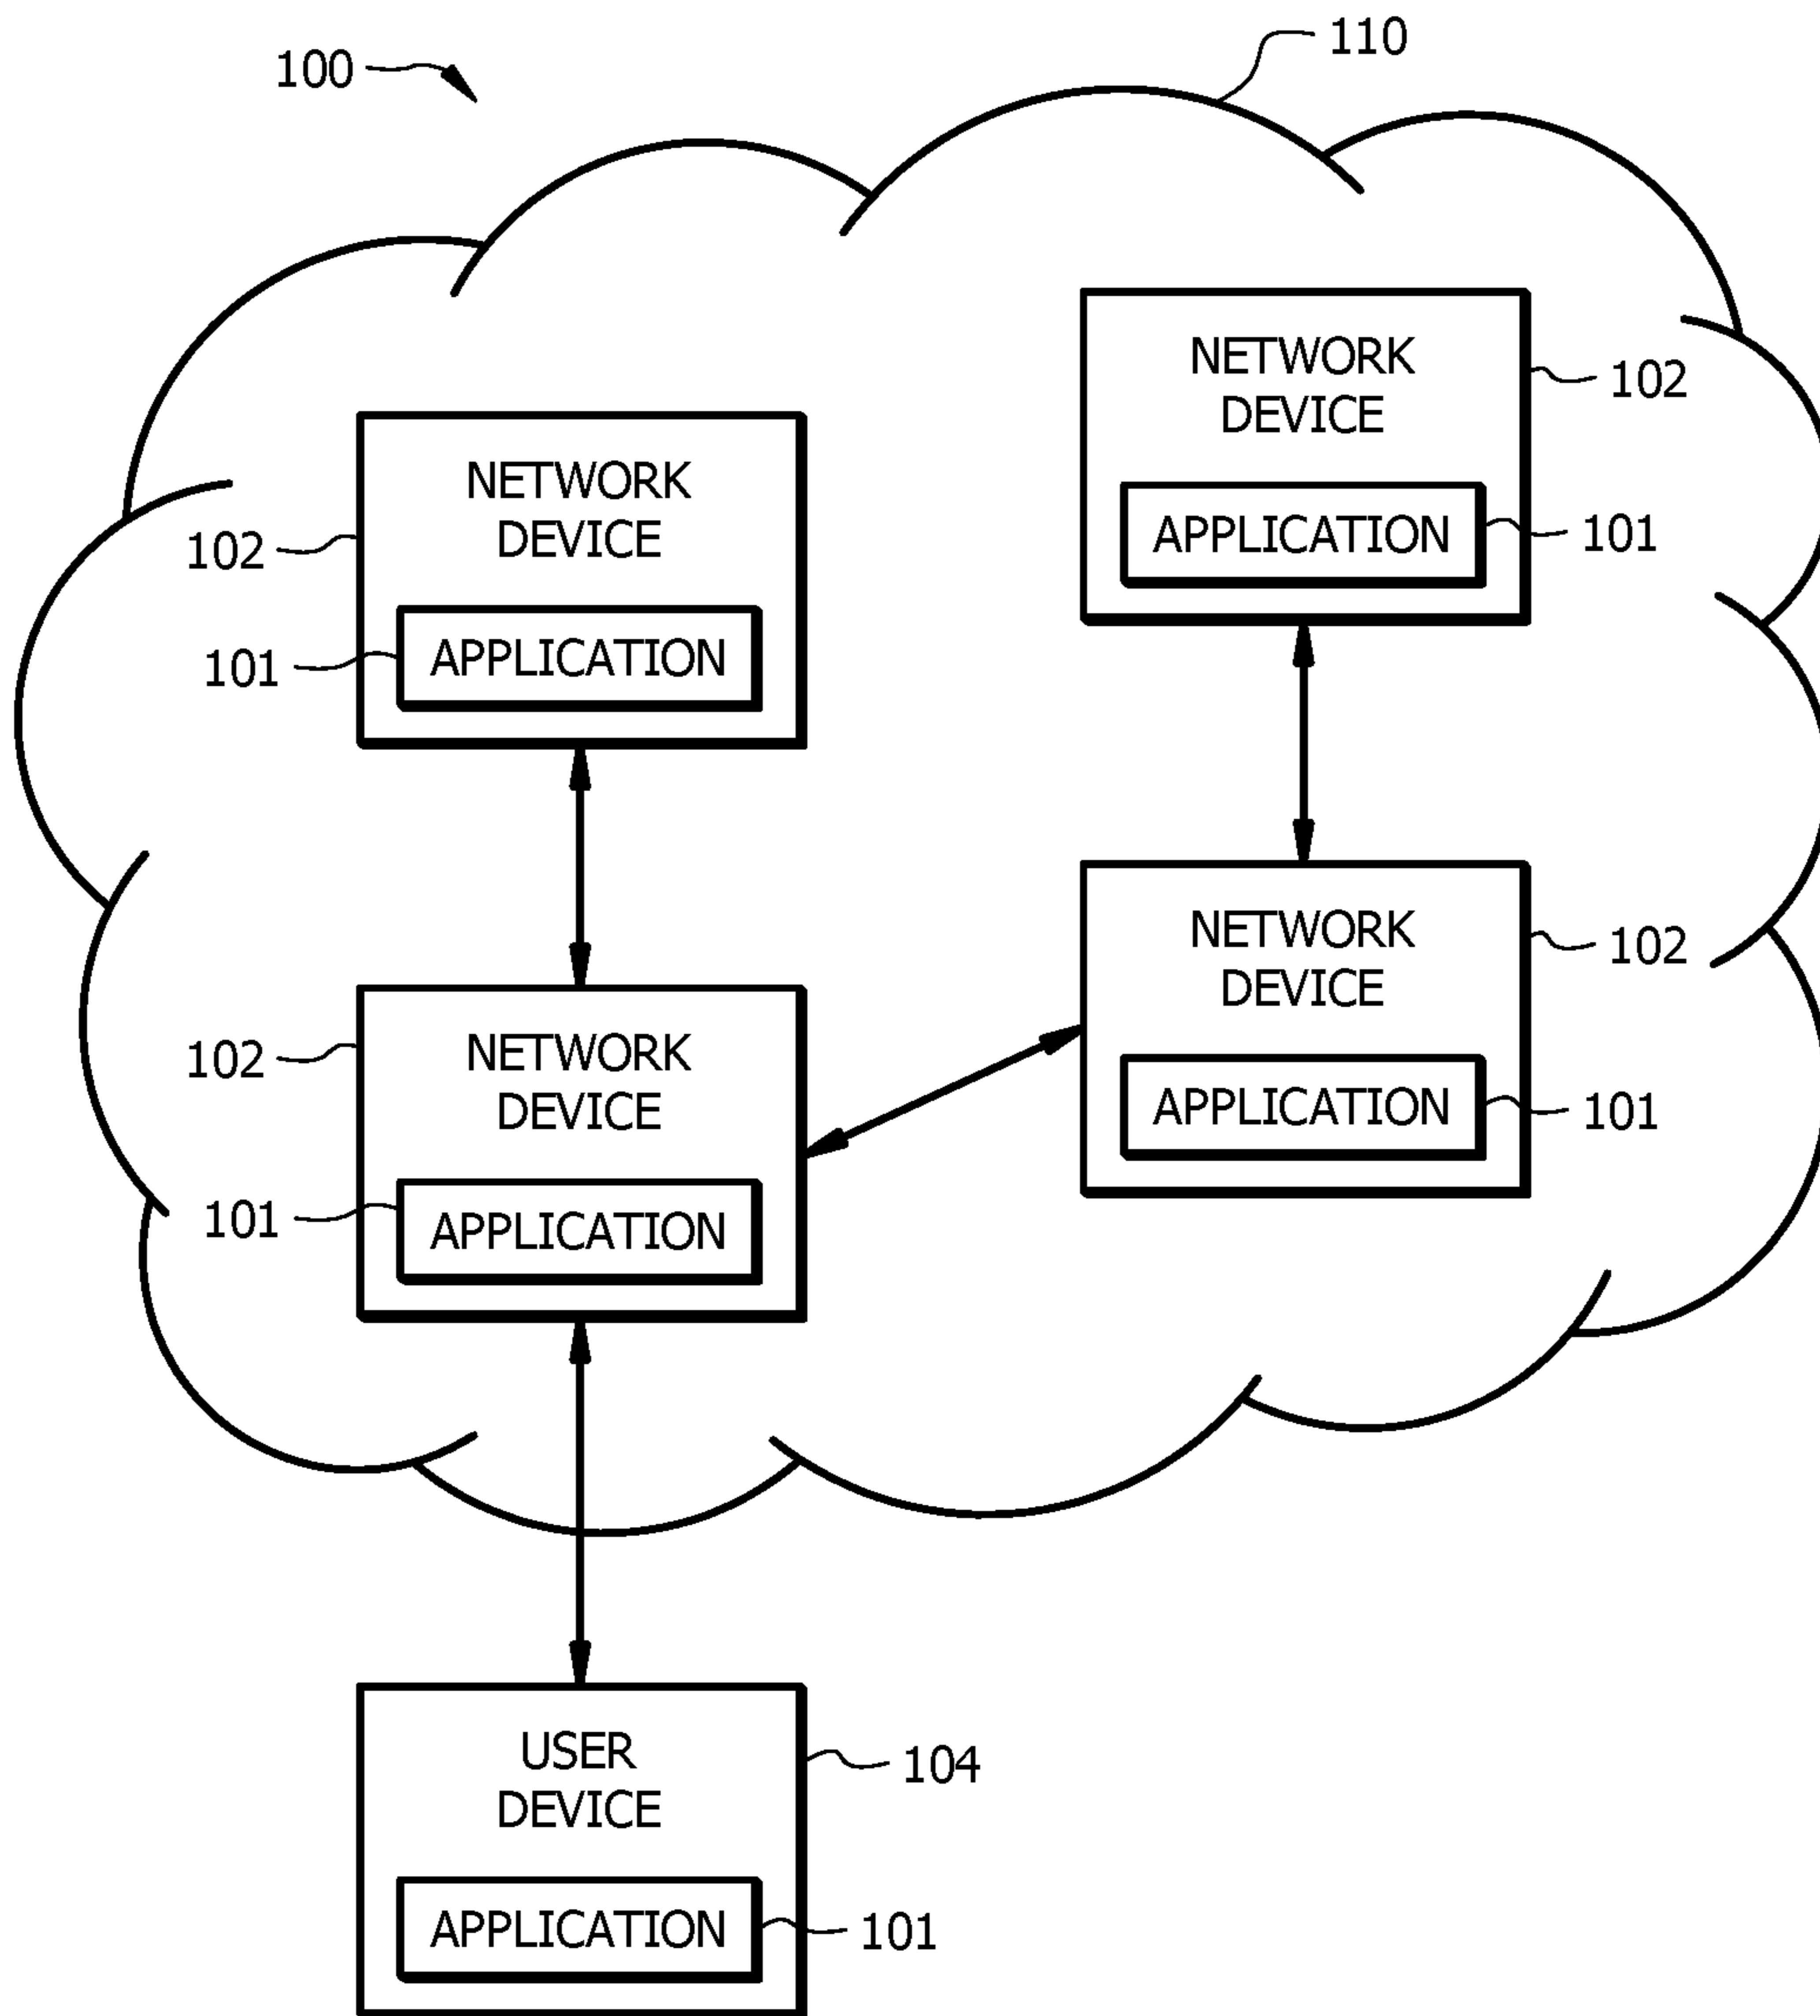 110
100
NETWORK
DEVICE
102
APPLICATION
101
NETWORK
DEVICE
102
APPLICATION
101
NETWORK
DEVICE
102
APPLICATION
101
NETWORK
DEVICE
102
APPLICATION
101
USER
DEVICE
104
APPLICATION
101